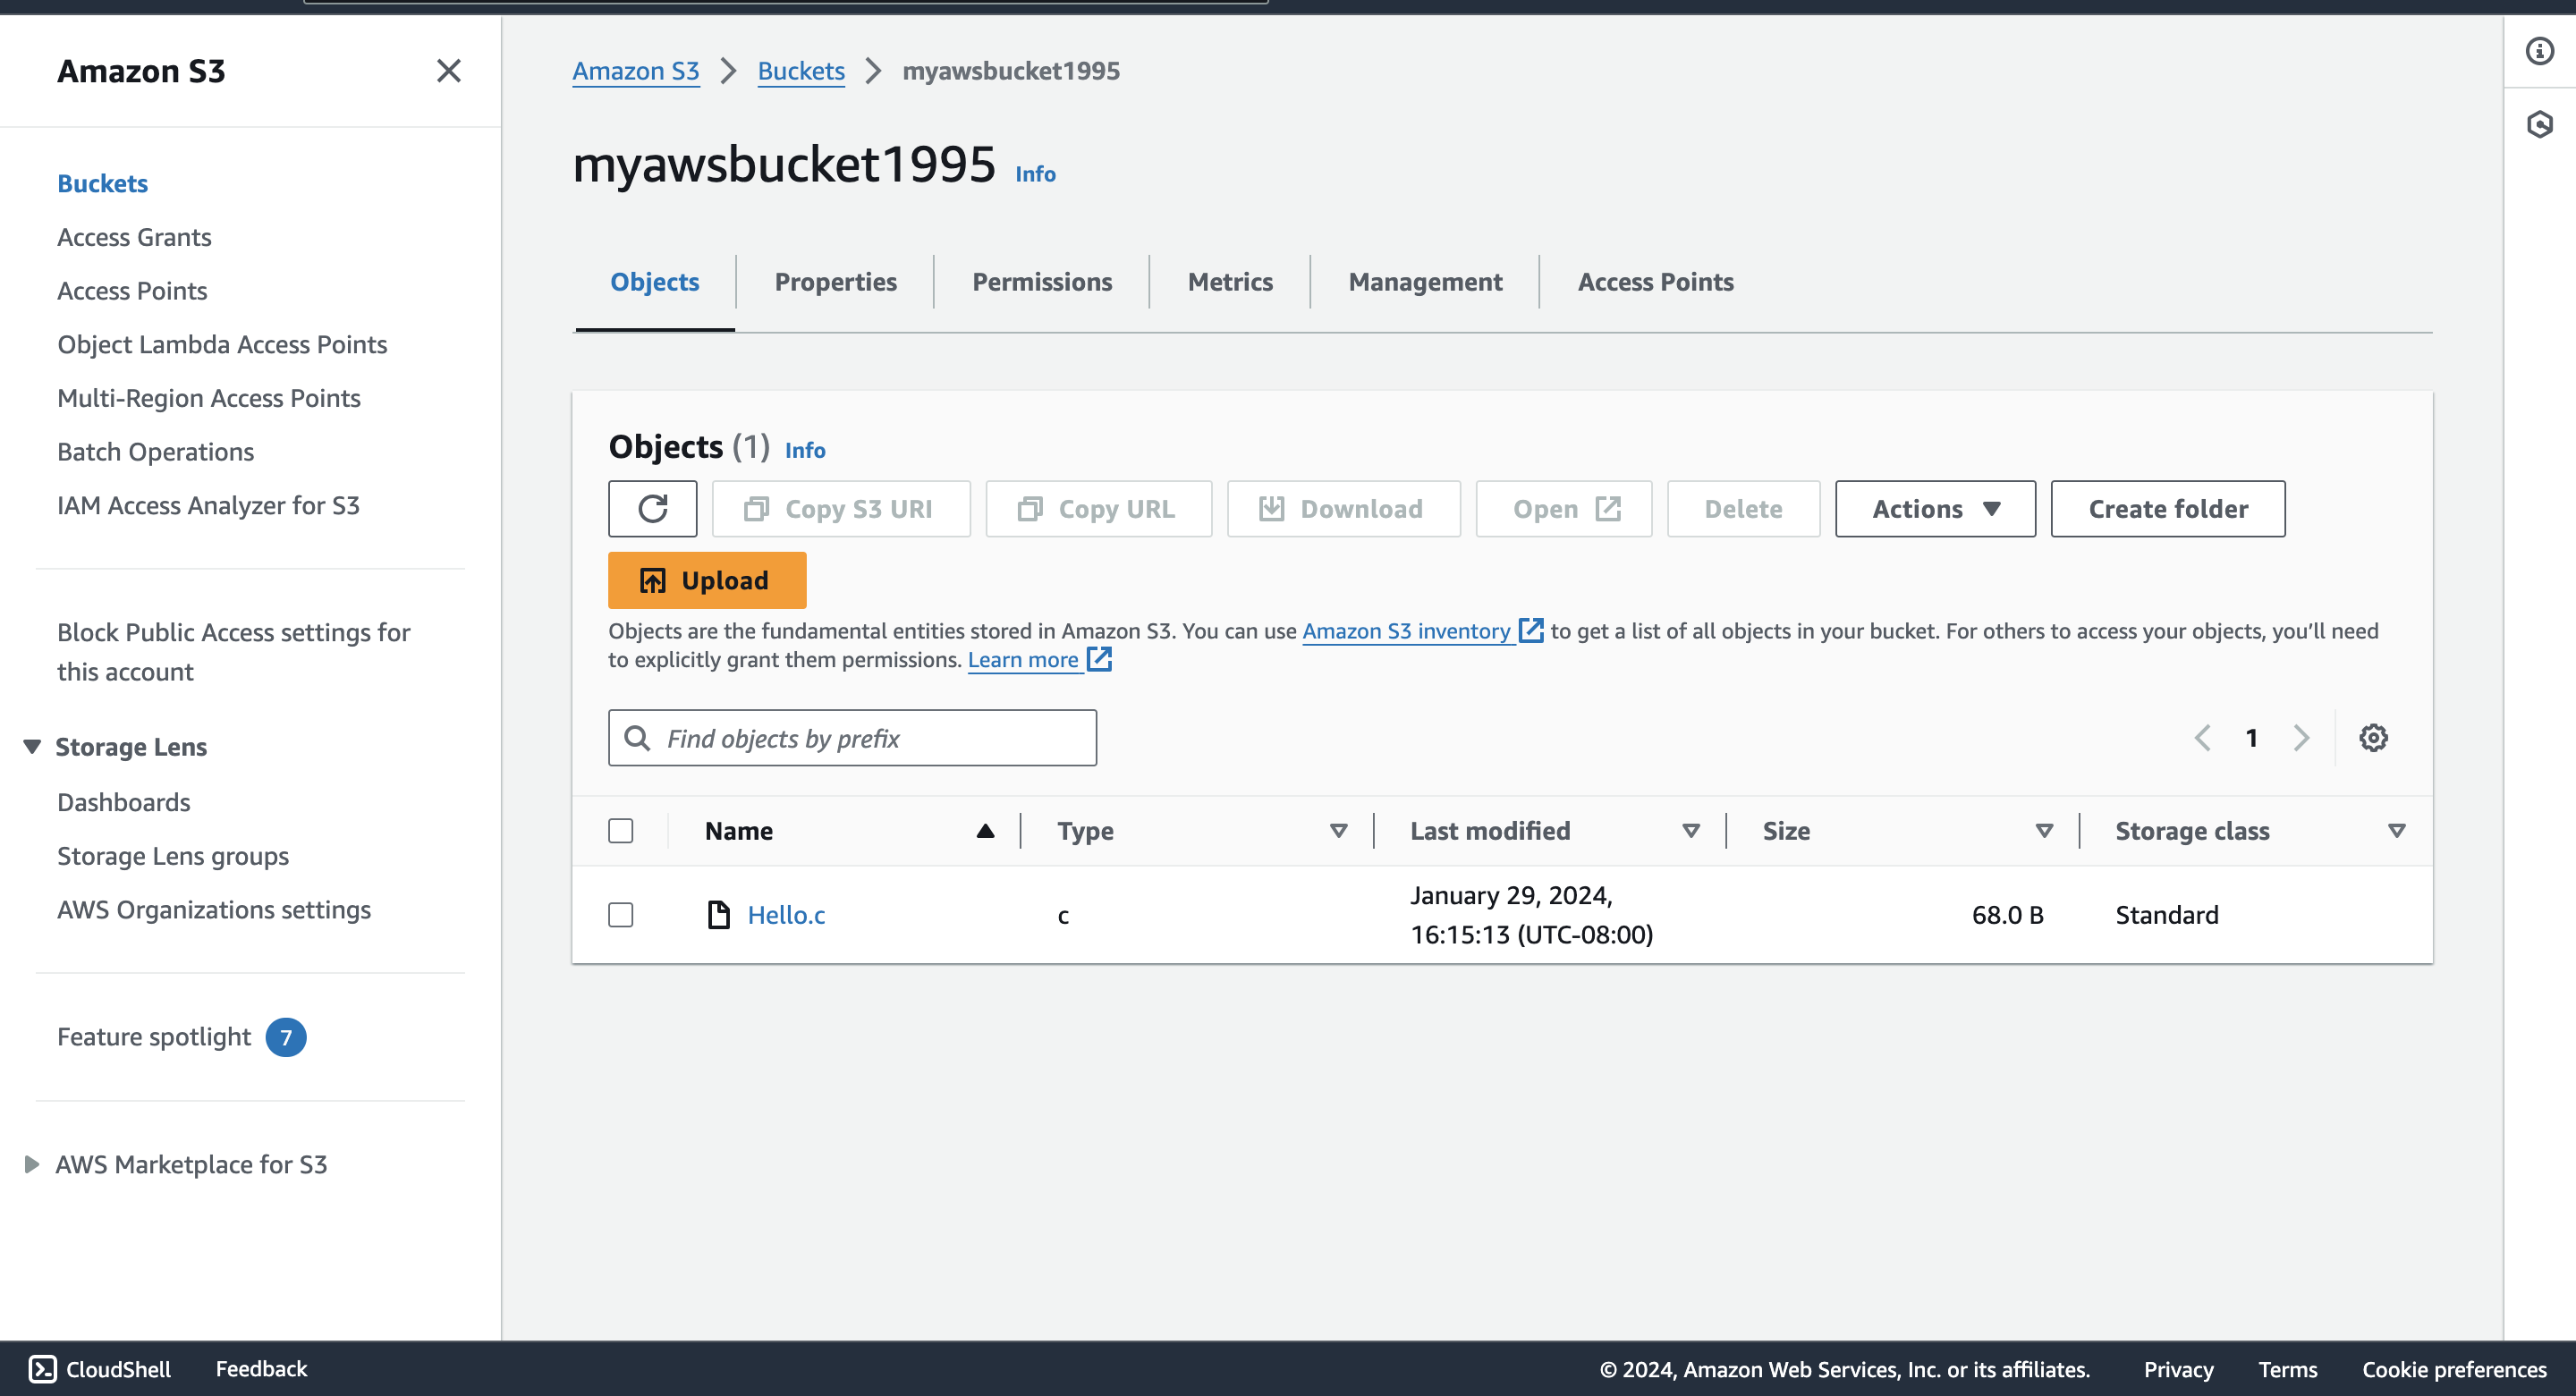 Amazon S3
Buckets
Access Grants
Access Points
Object Lambda Access Points
Multi-Region Access Points
Batch Operations
IAM Access Analyzer for S3
Block Public Access settings for
this account
Storage Lens
Dashboards
Storage Lens groups
AWS Organizations settings
Feature spotlight 7
AWS Marketplace for S3
Amazon S3 Buckets myawsbucket1995
myawsbucket1995 Info
Objects Properties Permissions Metrics Management Access Points
Objects (1) Info
Copy S3 URI Copy URL Download Open Delete Actions Create folder
Upload
Objects are the fundamental entities stored in Amazon S3. You can use Amazon S3 inventory to get a list of all objects in your bucket. For others to access your objects, you’ll need
to explicitly grant them permissions. Learn more
Find objects by prefix
1
Name Type Last modified Size Storage class
Hello.c c January 29, 2024, 68.0 B Standard
16:15:13 (UTC-08:00)
CloudShell Feedback © 2024, Amazon Web Services, Inc. or its affiliates. Privacy Terms Cookie preferences